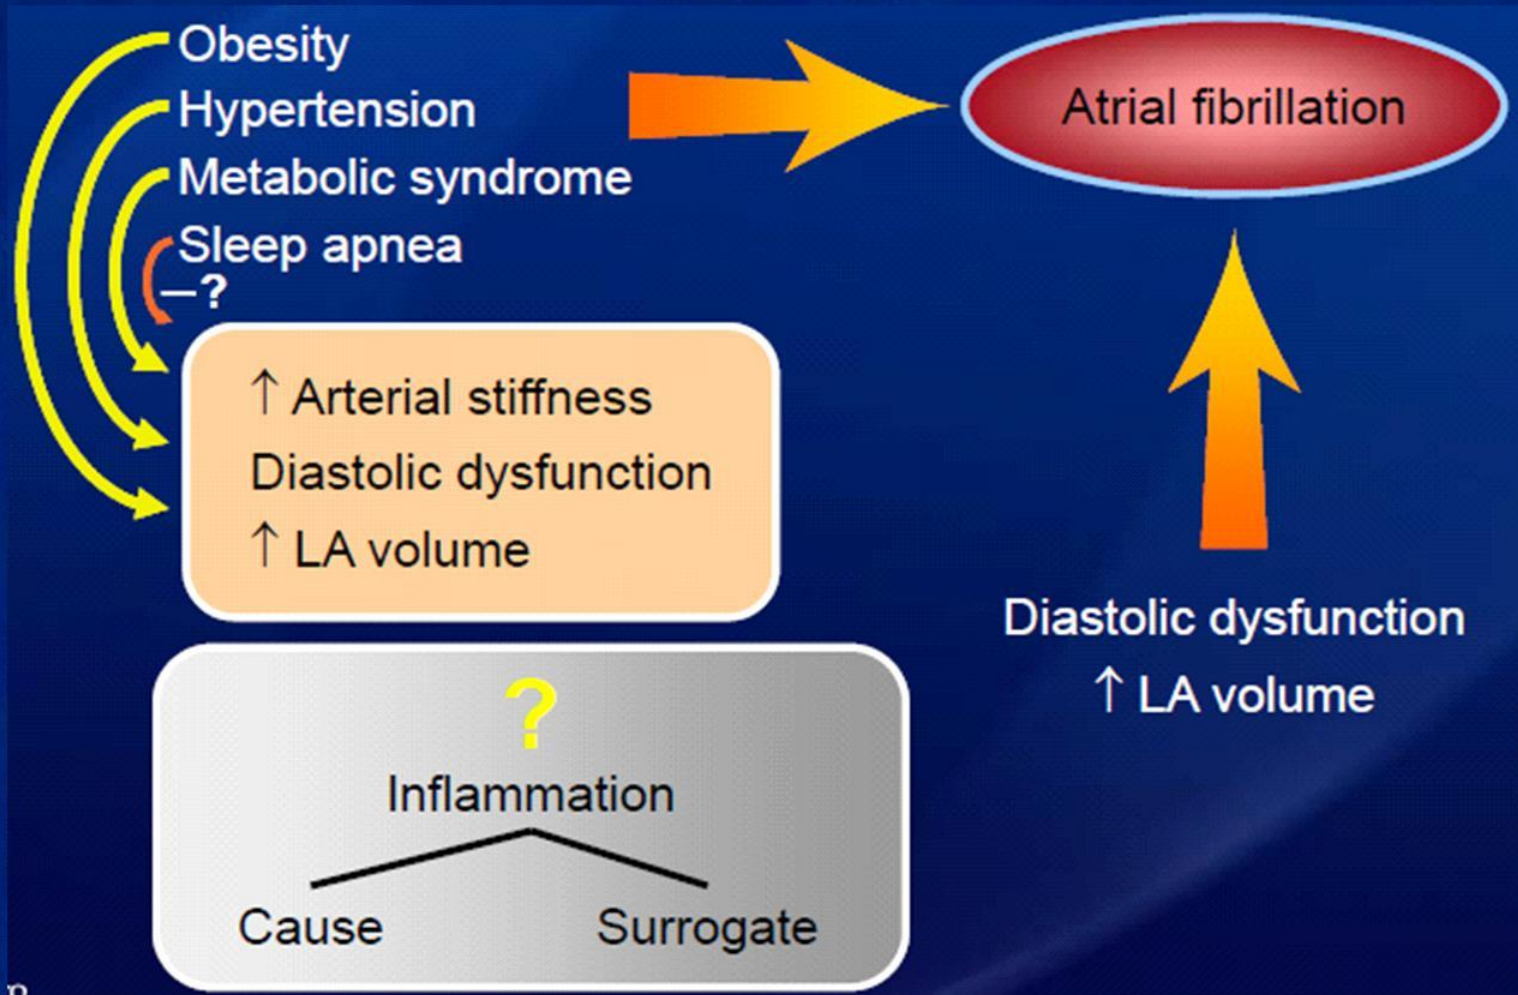 Obesity
Hypertension
Metabolic syndrome
Sleep apnea
–?
Atrial fibrillation
↑ Arterial stiffness
Diastolic dysfunction
↑ LA volume
Diastolic dysfunction
↑ LA volume
?
Inflammation
Cause
Surrogate